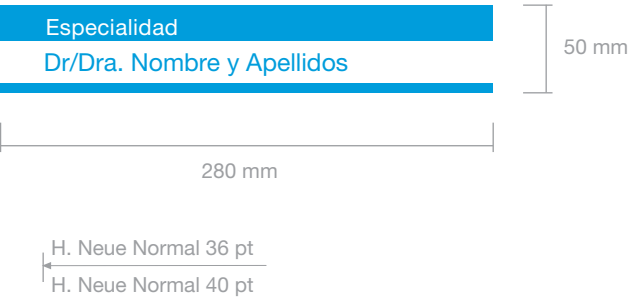 Especialidad
Dr/Dra. Nombre y Apellidos
50 mm
280 mm
H. Neue Normal 36 pt
H. Neue Normal 40 pt